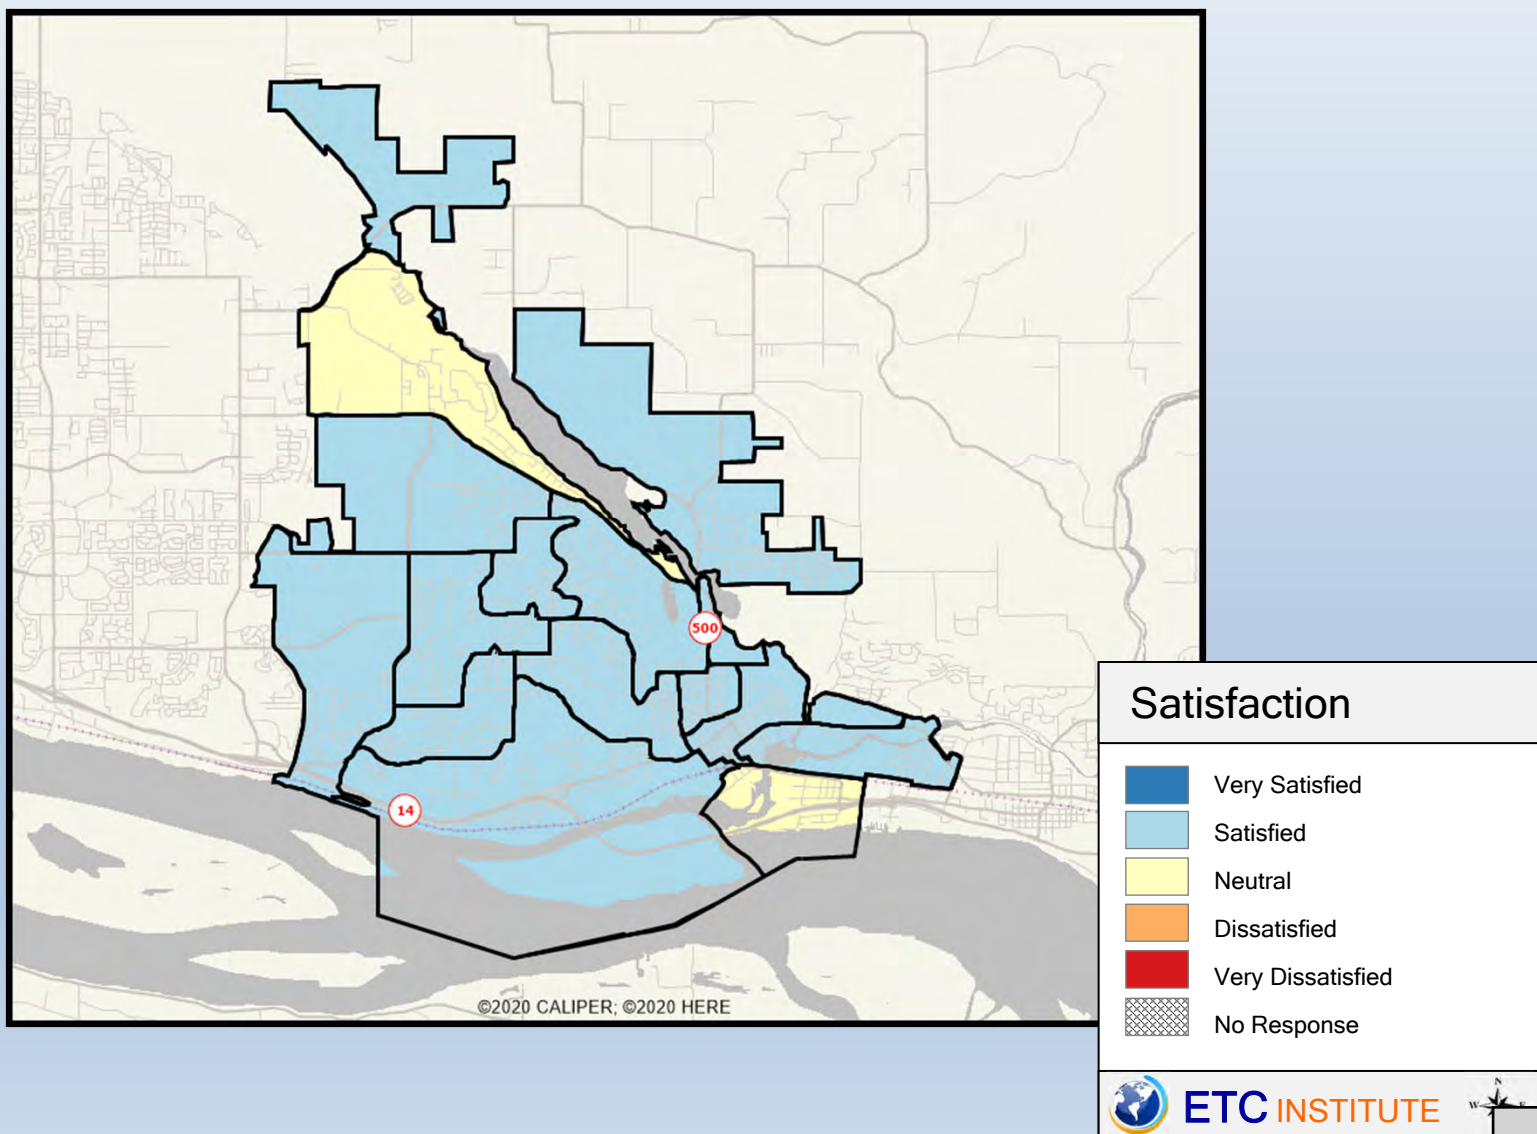 500
14
©2020 CALIPER; ©2020 HERE
Satisfaction
Very Satisfied
Satisfied
Neutral
Dissatisfied
Very Dissatisfied
No Response
ETC INSTITUTE
N
W
E